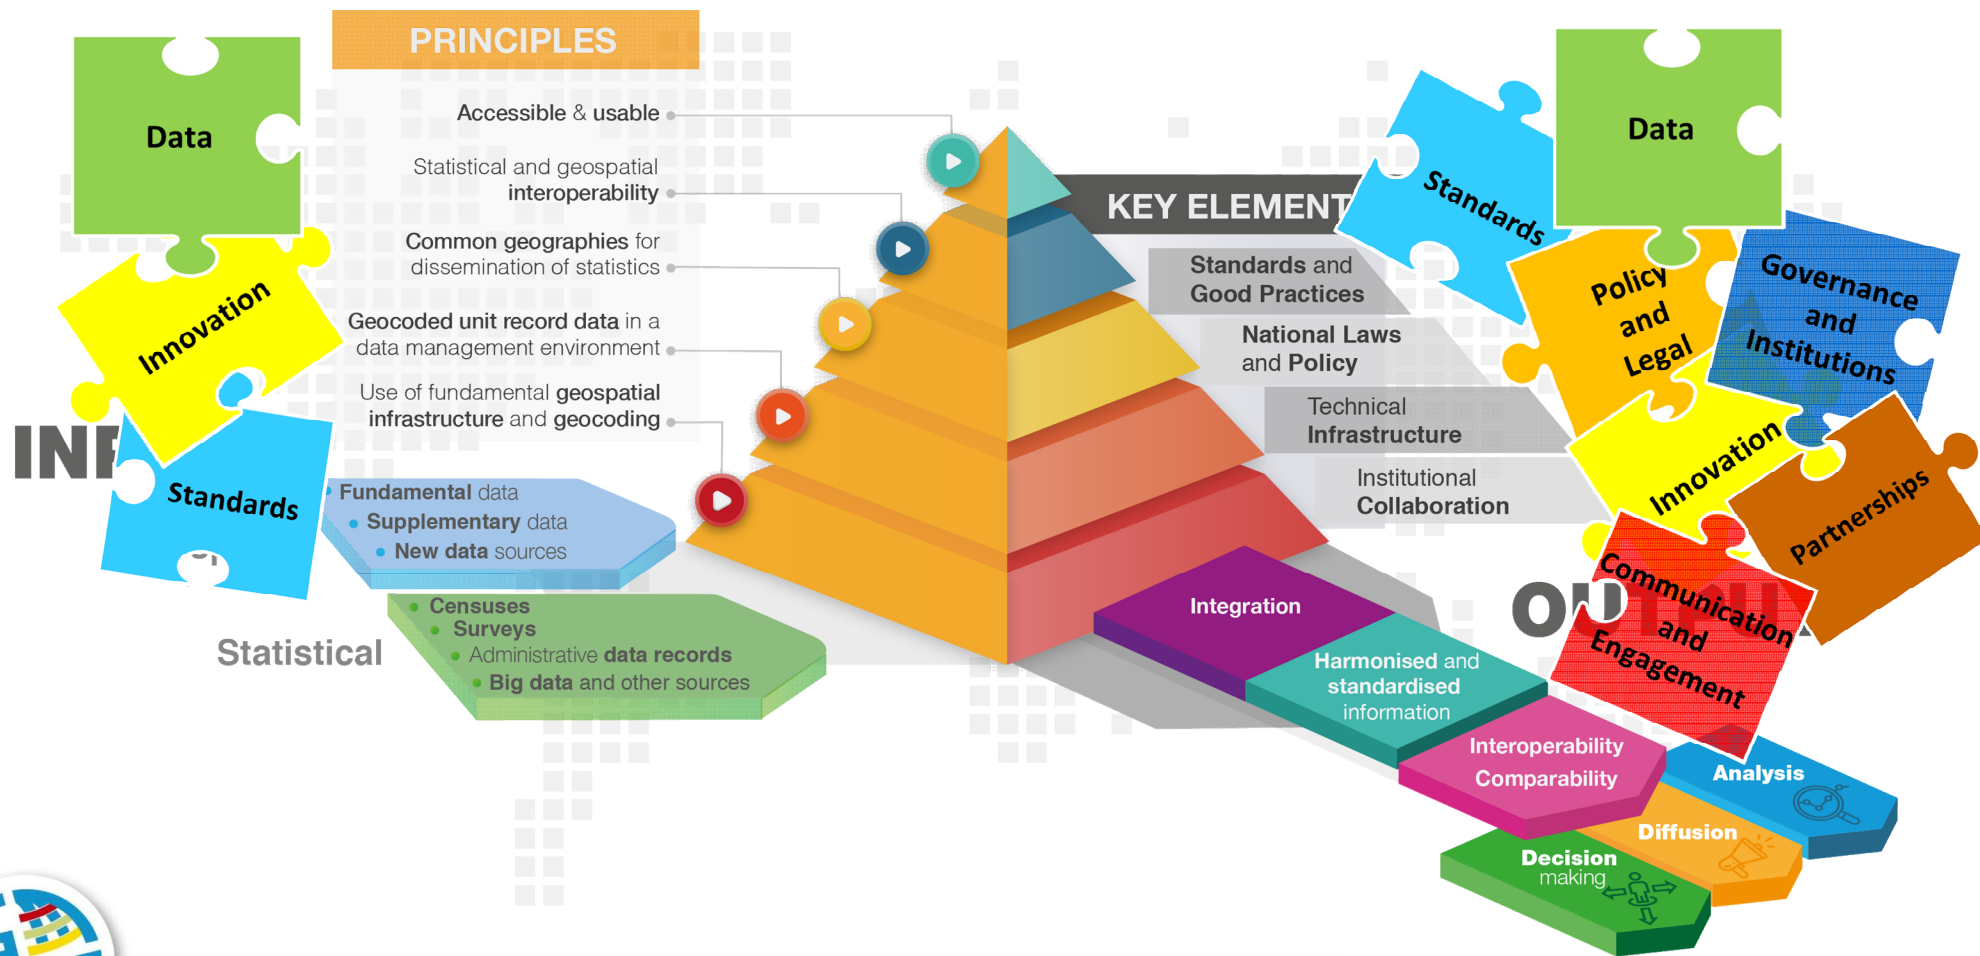 PRINCIPLES
Accessible & usable
Statistical and geospatial
interoperability
Common geographies for
dissemination of statistics
Geocoded unit record data in a
data management environment
Use of fundamental geospatial
infrastructure and geocoding
Data
Innovation
Standards
Fundamental data
Supplementary data
New data sources
Statistical
Censuses
Surveys
Administrative data records
Big data and other sources
KEY ELEMENT
Standards and
Good Practices
National Laws
and Policy
Technical
Infrastructure
Institutional
Collaboration
Standards
Data
Policy
and
Legal
Governance
and
Institutions
Innovation
Partnerships
OUTPUT
Communication
and
Engagement
Integration
Harmonised and
standardised
information
Interoperability
Comparability
Analysis
Diffusion
Decision
making